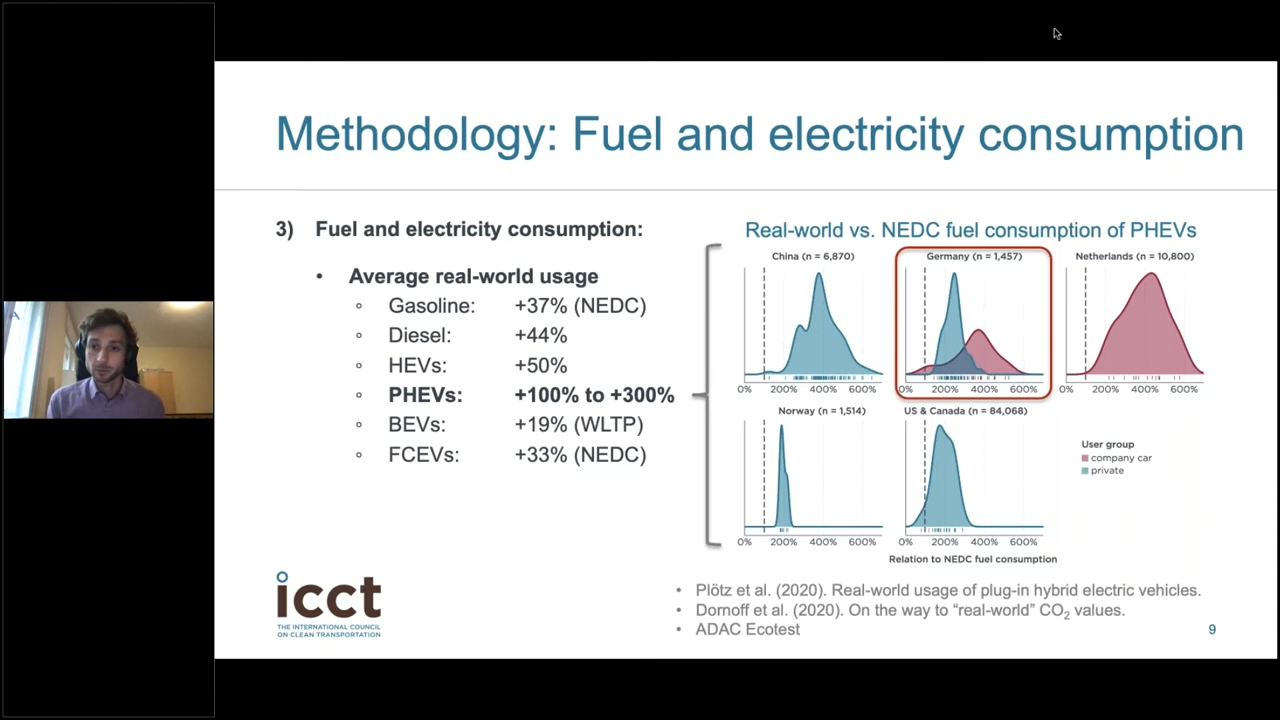 Methodology: Fuel and electricity consumption
3) Fuel and electricity consumption:
• Average real-world usage
◦ Gasoline: +37% (NEDC)
◦ Diesel: +44%
◦ HEVs: +50%
◦ PHEVs: +100% to +300%
◦ BEVs: +19% (WLTP)
◦ FCEVs: +33% (NEDC)
Real-world vs. NEDC fuel consumption of PHEVs
China (n = 6,870)
0% 200% 400% 600%
Germany (n = 1,457)
0% 200% 400% 600%
Netherlands (n = 10,800)
0% 200% 400% 600%
Norway (n = 1,514)
0% 200% 400% 600%
US & Canada (n = 84,068)
0% 200% 400% 600%
Relation to NEDC fuel consumption
User group
company car
private
icct
THE INTERNATIONAL COUNCIL
ON CLEAN TRANSPORTATION
• Plötz et al. (2020). Real-world usage of plug-in hybrid electric vehicles.
• Dornoff et al. (2020). On the way to “real-world” CO2 values.
• ADAC Ecotest
9